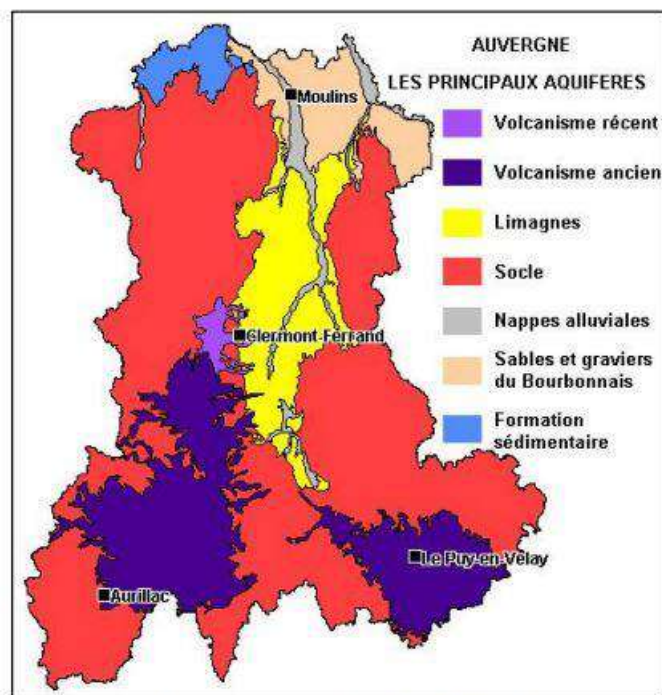 AUVERGNE
LES PRINCIPAUX AQUIFERES
Volcanisme récent
Volcanisme ancien
Limagnes
Socle
Nappes alluviales
Sables et graviers
du Bourbonnais
Formation
sédimentaire
Moulins
Clermont-Ferrand
Le Puy-en-Velay
Aurillac